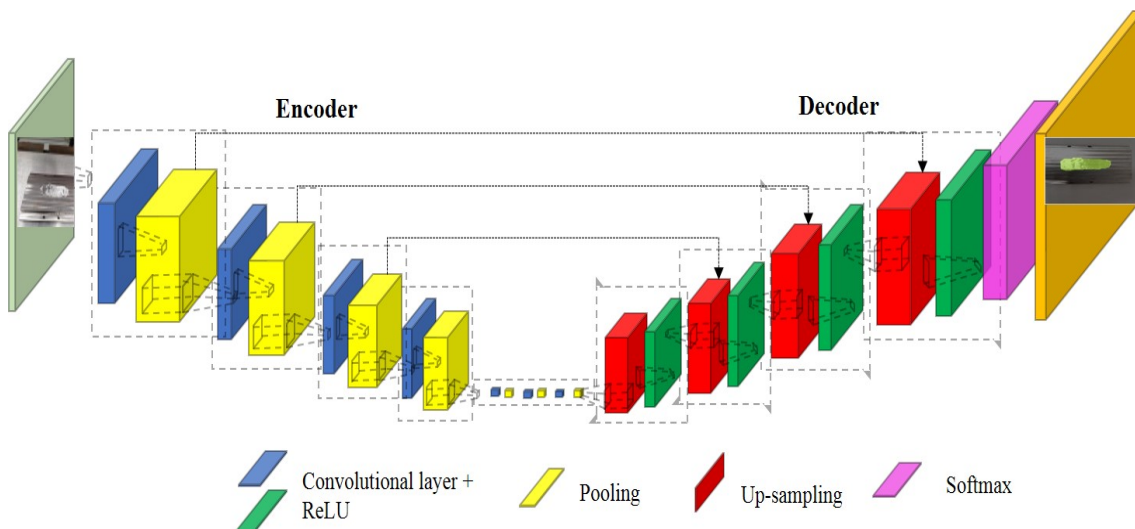 Encoder
Decoder
Convolutional layer +
ReLU
Pooling
Up-sampling
Softmax